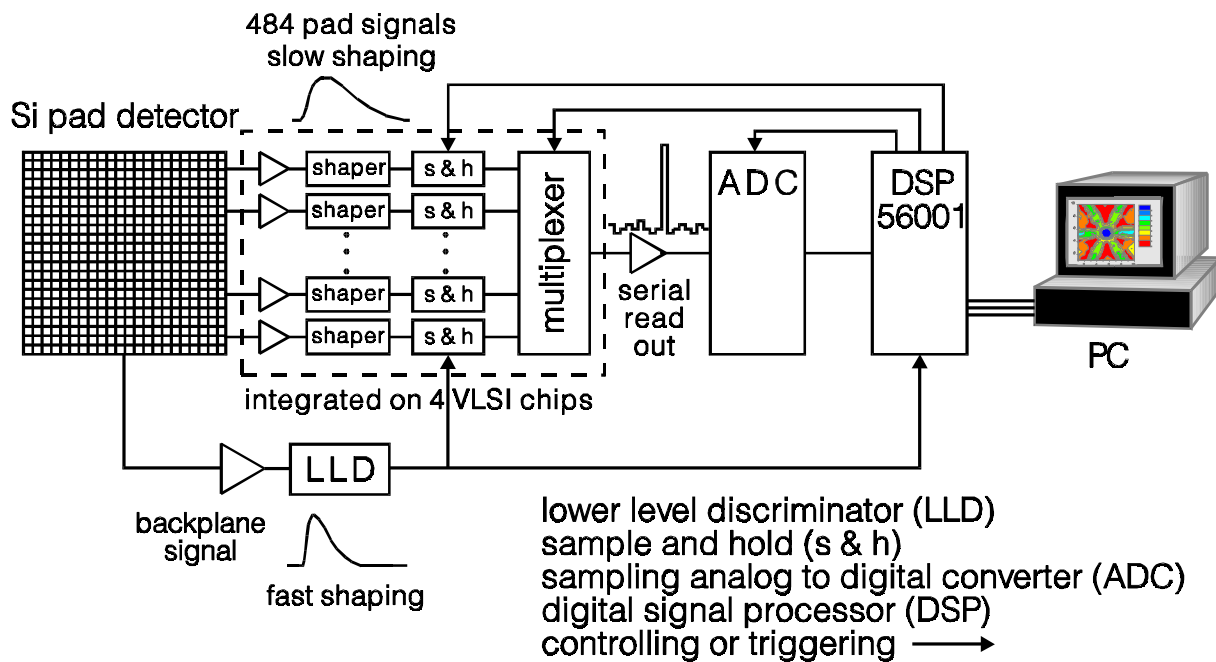 484 pad signals
slow shaping
Si pad detector
shaper
s & h
shaper
s & h
shaper
s & h
shaper
s & h
multiplexer
serial
read
out
ADC
DSP
56001
PC
integrated on 4 VLSI chips
LLD
backplane
signal
fast shaping
lower level discriminator (LLD)
sample and hold (s & h)
sampling analog to digital converter (ADC)
digital signal processor (DSP)
controlling or triggering